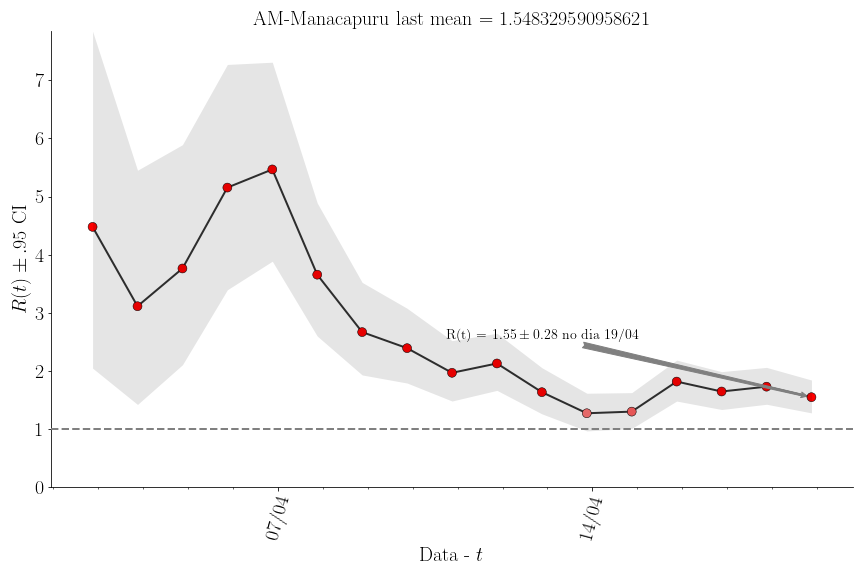 AM-Manacapuru last mean = 1.548329590958621
R(t) ± .95 CI
7
6
5
4
3
2
1
0
R(t) = 1.55 ± 0.28 no dia 19/04
07/04
14/04
Data - t